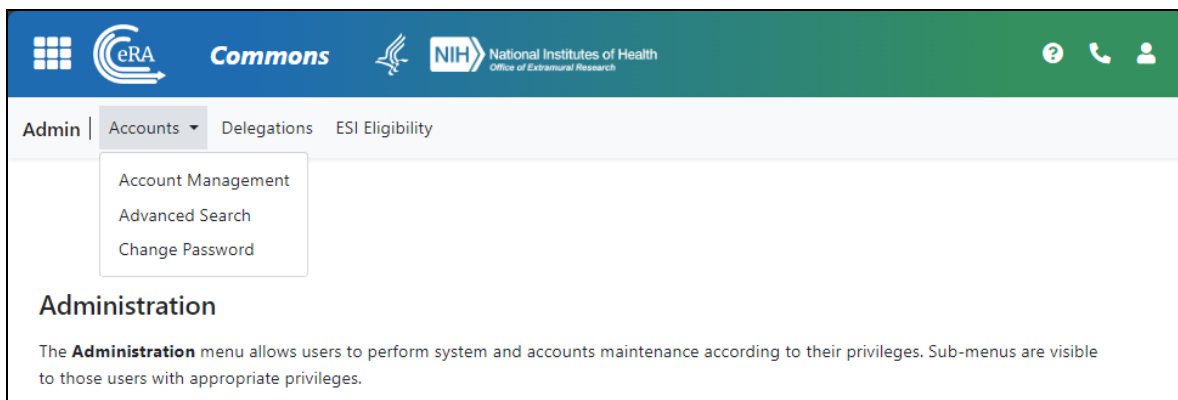 eRA Commons NIH National Institutes of Health
Office of Extramural Research
Admin | Accounts Delegations ESI Eligibility
Account Management
Advanced Search
Change Password
Administration
The Administration menu allows users to perform system and accounts maintenance according to their privileges. Sub-menus are visible
to those users with appropriate privileges.